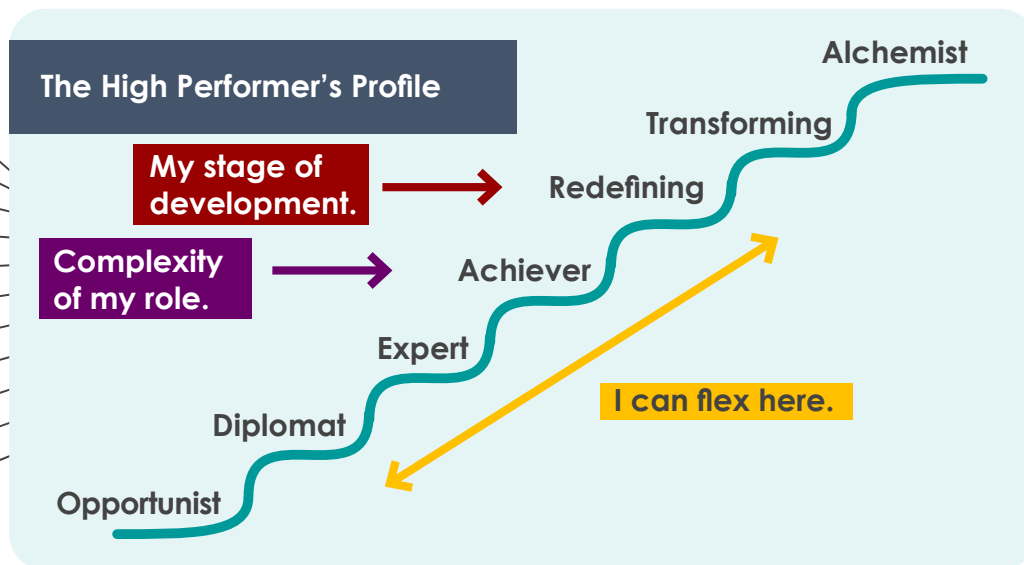 The High Performer’s Profile
Alchemist
Transforming
My stage of
development.
Redefining
Complexity
of my role.
Achiever
Expert
I can flex here.
Diplomat
Opportunist